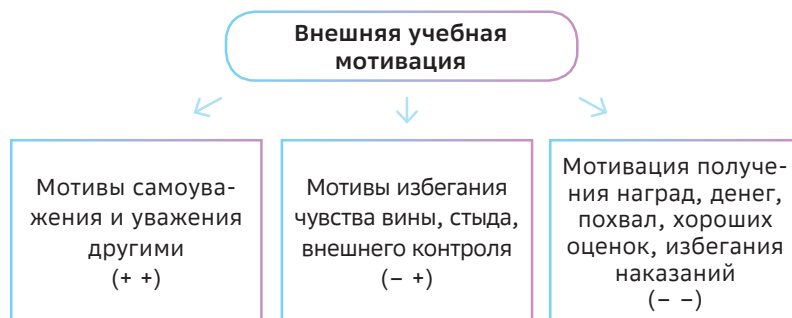 Внешняя учебная
мотивация
Мотивы самоува-
жения и уважения
другими
(+ +)
Мотивы избегания
чувства вины, стыда,
внешнего контроля
(– +)
Мотивация получе-
ния наград, денег,
похвал, хороших
оценок, избегания
наказаний
(– –)